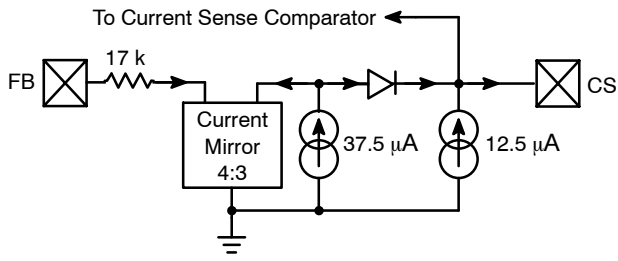 To Current Sense Comparator
17 k
FB
CS
Current
Mirror
4:3
37.5 μA
12.5 μA